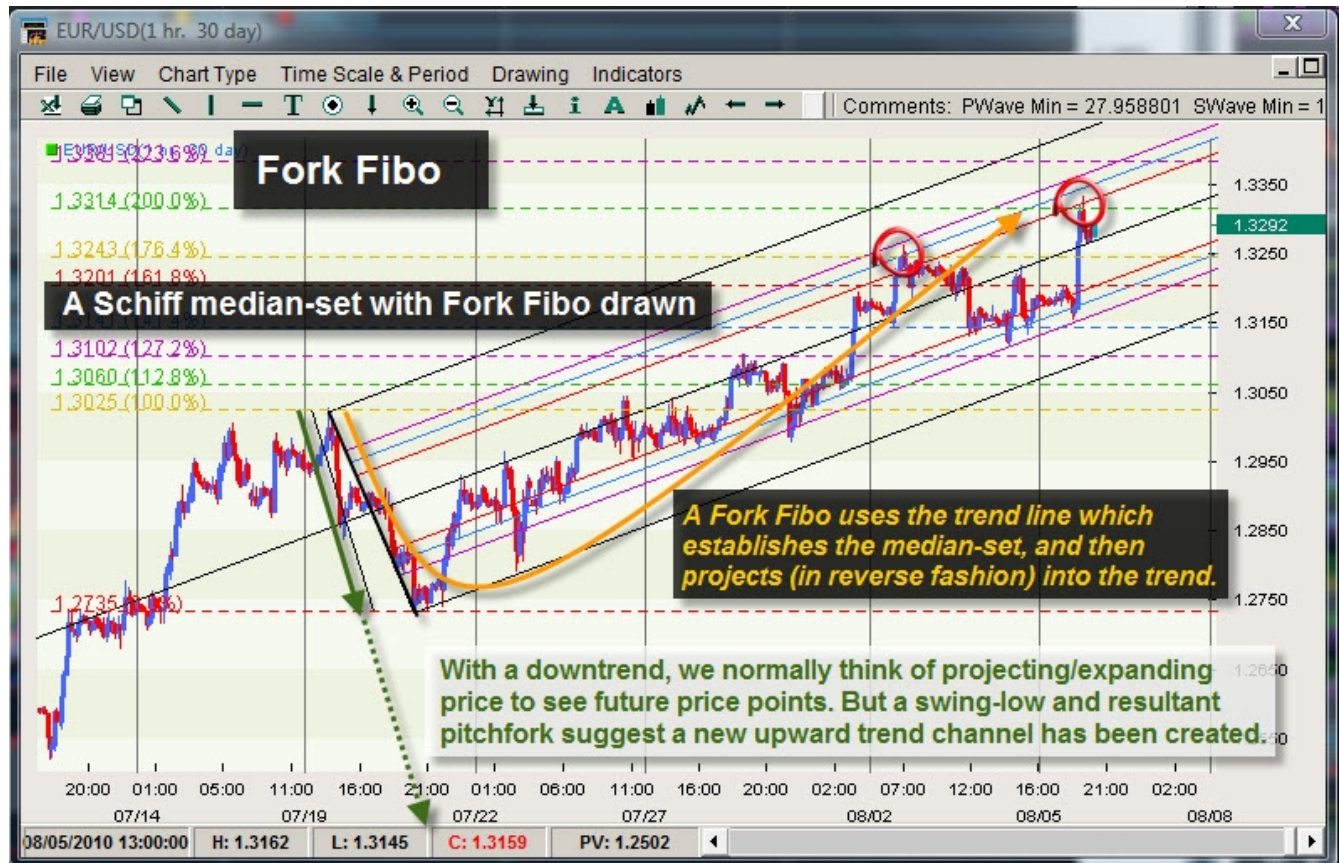 EUR/USD(1 hr.  30 day)
File View Chart Type Time Scale & Period Drawing Indicators
Comments: PWave Min = 27.958801 SWave Min = 1
(223.6%)
Fork Fibo
1.3314 (200.0%)
1.3243 (176.4%)
1.3201 (161.8%)
A Schiff median-set with Fork Fibo drawn
1.3102 (127.2%)
1.3060 (112.8%)
1.3025 (100.0%)
1.2735
1.3350
1.3292
1.3250
1.3150
1.3050
1.2950
1.2850
1.2750
A Fork Fibo uses the trend line which
establishes the median-set, and then
projects (in reverse fashion) into the trend.
With a downtrend, we normally think of projecting/expanding
price to see future price points. But a swing-low and resultant
pitchfork suggest a new upward trend channel has been created.
20:00 01:00 05:00 11:00 16:00 21:00 01:00 06:00 11:00 16:00 20:00 02:00 07:00 12:00 16:00 21:00 02:00
07/14 07/19 07/22 07/27 08/02 08/05 08/08
08/05/2010 13:00:00 H: 1.3162 L: 1.3145 C: 1.3159 PV: 1.2502